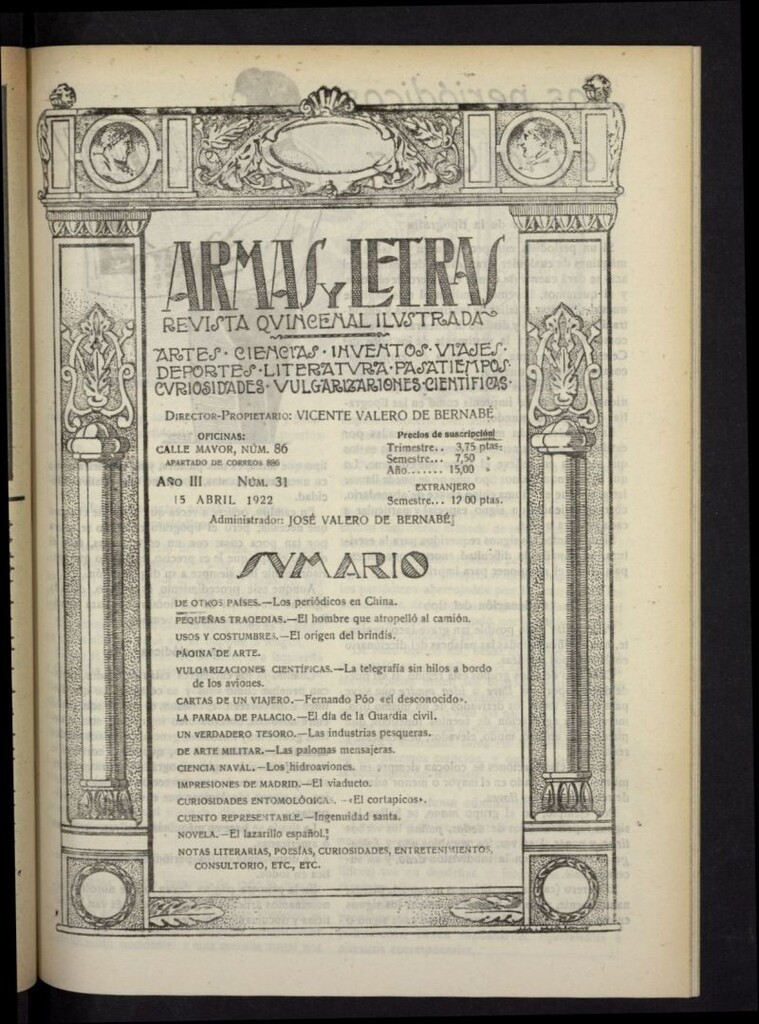 ARMAS Y LETRAS
REVISTA QVINCENAL ILVSTRADA
ARTES · CIENCIAS · INVENTOS · VIAJES ·
DEPORTES · LITERATVRA · PASATIEMPOS
CVRIOSIDADES · VULGARIZARIONES · CIENTIFICAS ·
DIRECTOR-PROPIETARIO: VICENTE VALERO DE BERNABÉ
OFICINAS:
CALLE MAYOR, NÚM. 86
APARTADO DE CORREOS 886
AÑO III NÚM. 31
15 ABRIL 1922
Precios de suscripción
Trimestre.. 3,75 ptas:
Semestre... 7,50 »
Año....... 15,00 »
EXTRANJERO
Semestre... 12 00 ptas.
Administrador: JOSÉ VALERO DE BERNABÉ
SVMARIO
DE OTROS PAÍSES.—Los periódicos en China.
PEQUEÑAS TRAGEDIAS.—El hombre que atropelló al camión.
USOS Y COSTUMBRES.—El origen del brindis.
PÁGINA DE ARTE.
VULGARIZACIONES CIENTÍFICAS.—La telegrafía sin hilos a bordo
de los aviones.
CARTAS DE UN VIAJERO.—Fernando Póo «el desconocido».
LA PARADA DE PALACIO.—El día de la Guardia civil.
UN VERDADERO TESORO.—Las industrias pesqueras.
DE ARTE MILITAR.—Las palomas mensajeras.
CIENCIA NAVAL.—Los hidroaviones.
IMPRESIONES DE MADRID.—El viaducto.
CURIOSIDADES ENTOMOLÓGICAS.—«El cortapicos».
CUENTO REPRESENTABLE.—Ingenuidad santa.
NOVELA.—El lazarillo español.
NOTAS LITERARIAS, POESÍAS, CURIOSIDADES, ENTRETENIMIENTOS,
CONSULTORIO, ETC., ETC.